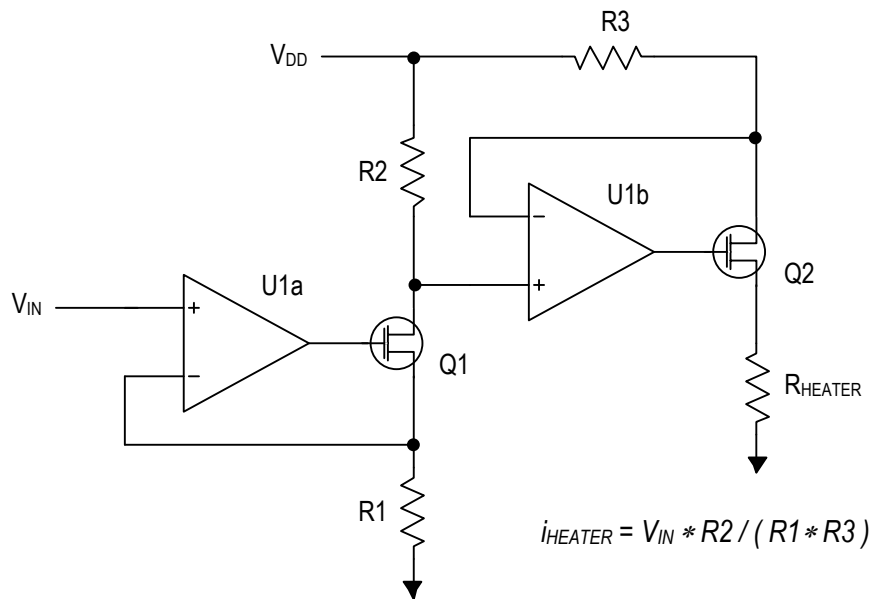 R3
VDD
R2
U1b
Q2
U1a
VIN
Q1
RHEATER
R1
iHEATER = VIN * R2 / ( R1 * R3 )
+
−
−
+